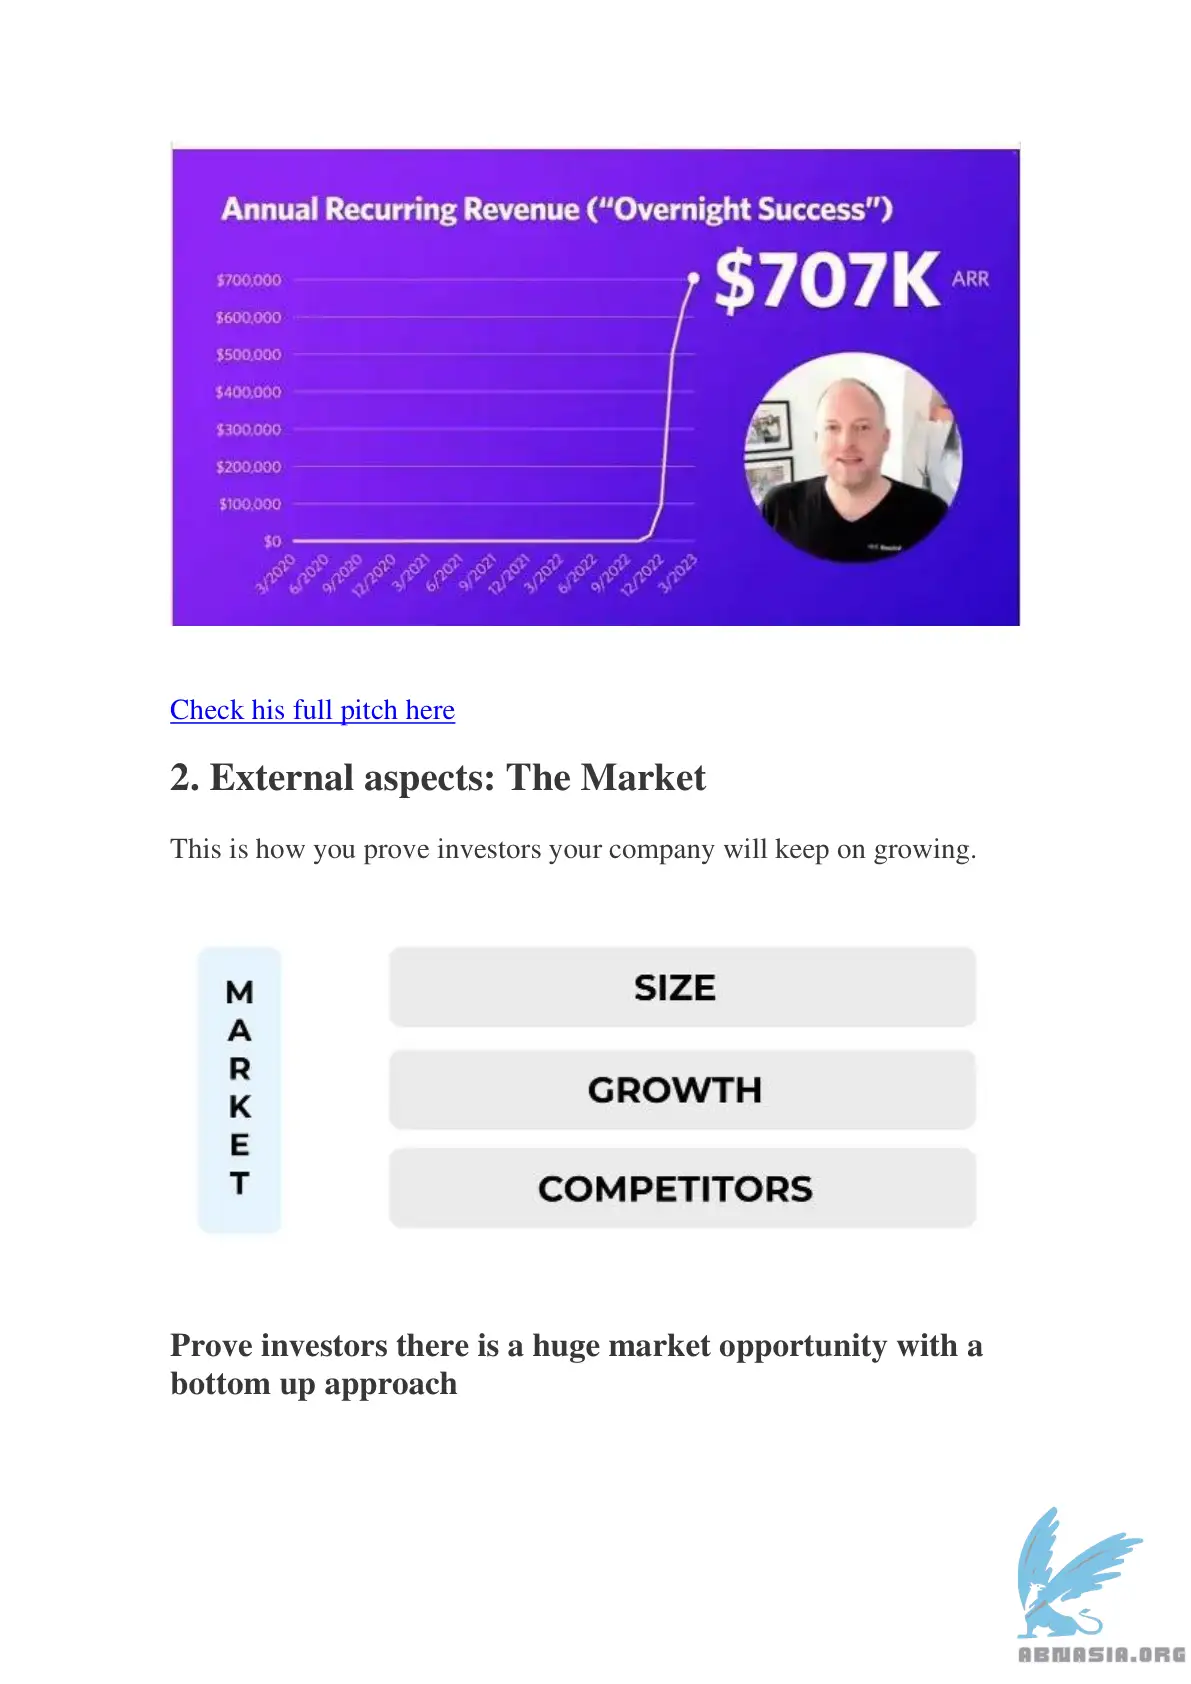 Annual Recurring Revenue (“Overnight Success”)
$707K ARR
$700,000
$600,000
$500,000
$400,000
$300,000
$200,000
$100,000
$0
3/2020
6/2020
9/2020
12/2020
3/2021
6/2021
9/2021
12/2021
3/2022
6/2022
9/2022
12/2022
3/2023
Check his full pitch here
2. External aspects: The Market
This is how you prove investors your company will keep on growing.
MARKET
SIZE
GROWTH
COMPETITORS
Prove investors there is a huge market opportunity with a
bottom up approach
ABNASIA.ORG